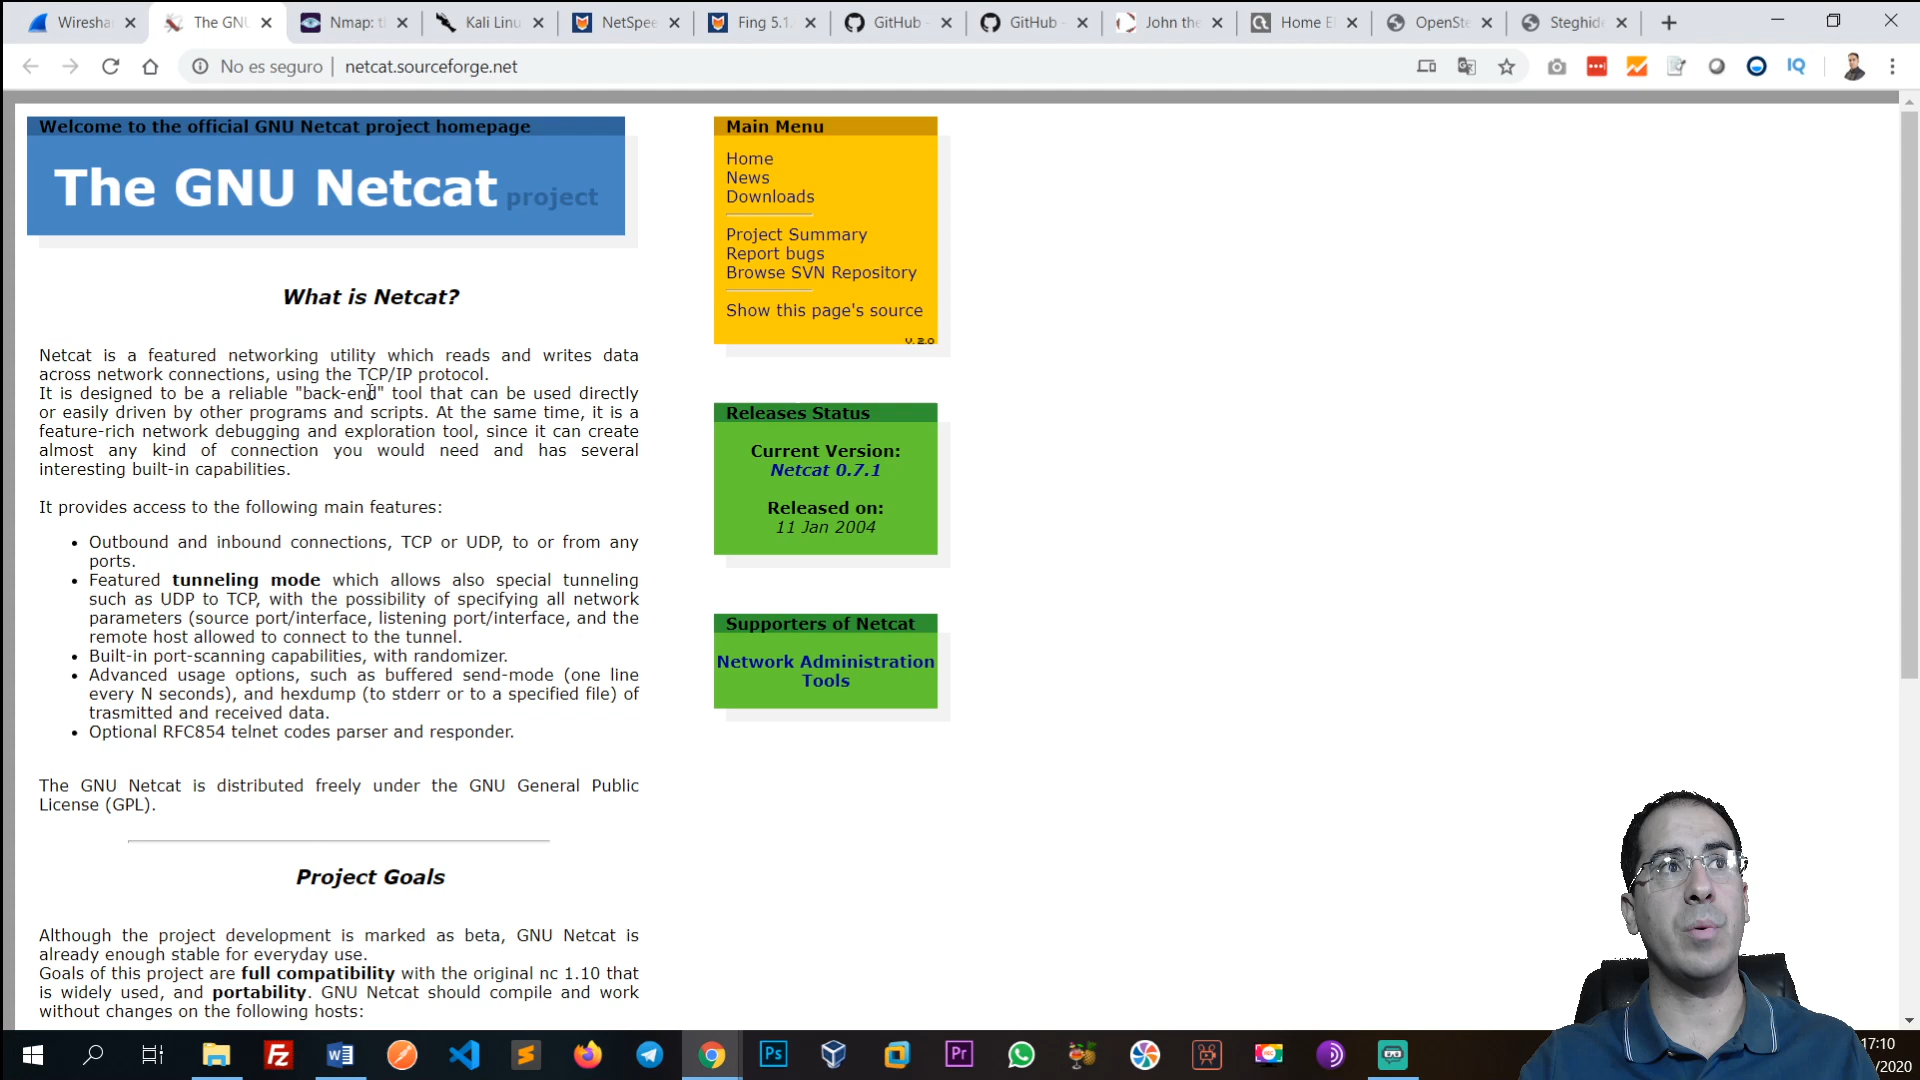 Wiresha
The GNU
Nmap: th
Kali Linu
NetSpee
Fing 5.1.
GitHub -
GitHub -
John the
Home E
OpenSte
Steghide
No es seguro
netcat.sourceforge.net
IQ
Welcome to the official GNU Netcat project homepage
The GNU Netcat project
What is Netcat?
Netcat is a featured networking utility which reads and writes data
across network connections, using the TCP/IP protocol.
It is designed to be a reliable "back-end" tool that can be used directly
or easily driven by other programs and scripts. At the same time, it is a
feature-rich network debugging and exploration tool, since it can create
almost any kind of connection you would need and has several
interesting built-in capabilities.
It provides access to the following main features:
• Outbound and inbound connections, TCP or UDP, to or from any
ports.
• Featured tunneling mode which allows also special tunneling
such as UDP to TCP, with the possibility of specifying all network
parameters (source port/interface, listening port/interface, and the
remote host allowed to connect to the tunnel.
• Built-in port-scanning capabilities, with randomizer.
• Advanced usage options, such as buffered send-mode (one line
every N seconds), and hexdump (to stderr or to a specified file) of
trasmitted and received data.
• Optional RFC854 telnet codes parser and responder.
The GNU Netcat is distributed freely under the GNU General Public
License (GPL).
Project Goals
Although the project development is marked as beta, GNU Netcat is
already enough stable for everyday use.
Goals of this project are full compatibility with the original nc 1.10 that
is widely used, and portability. GNU Netcat should compile and work
without changes on the following hosts:
Main Menu
Home
News
Downloads
Project Summary
Report bugs
Browse SVN Repository
Show this page's source
v. 2.0
Releases Status
Current Version:
Netcat 0.7.1
Released on:
11 Jan 2004
Supporters of Netcat
Network Administration
Tools
Fz
Ps
Pr
17:10
/2020